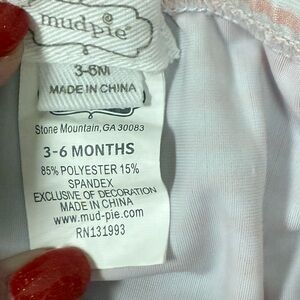 mudpie®
3-6M
MADE IN CHINA
Stone Mountain, GA 30083
3-6 MONTHS
85% POLYESTER 15%
SPANDEX
EXCLUSIVE OF DECORATION
MADE IN CHINA
www.mud-pie.com
RN131993